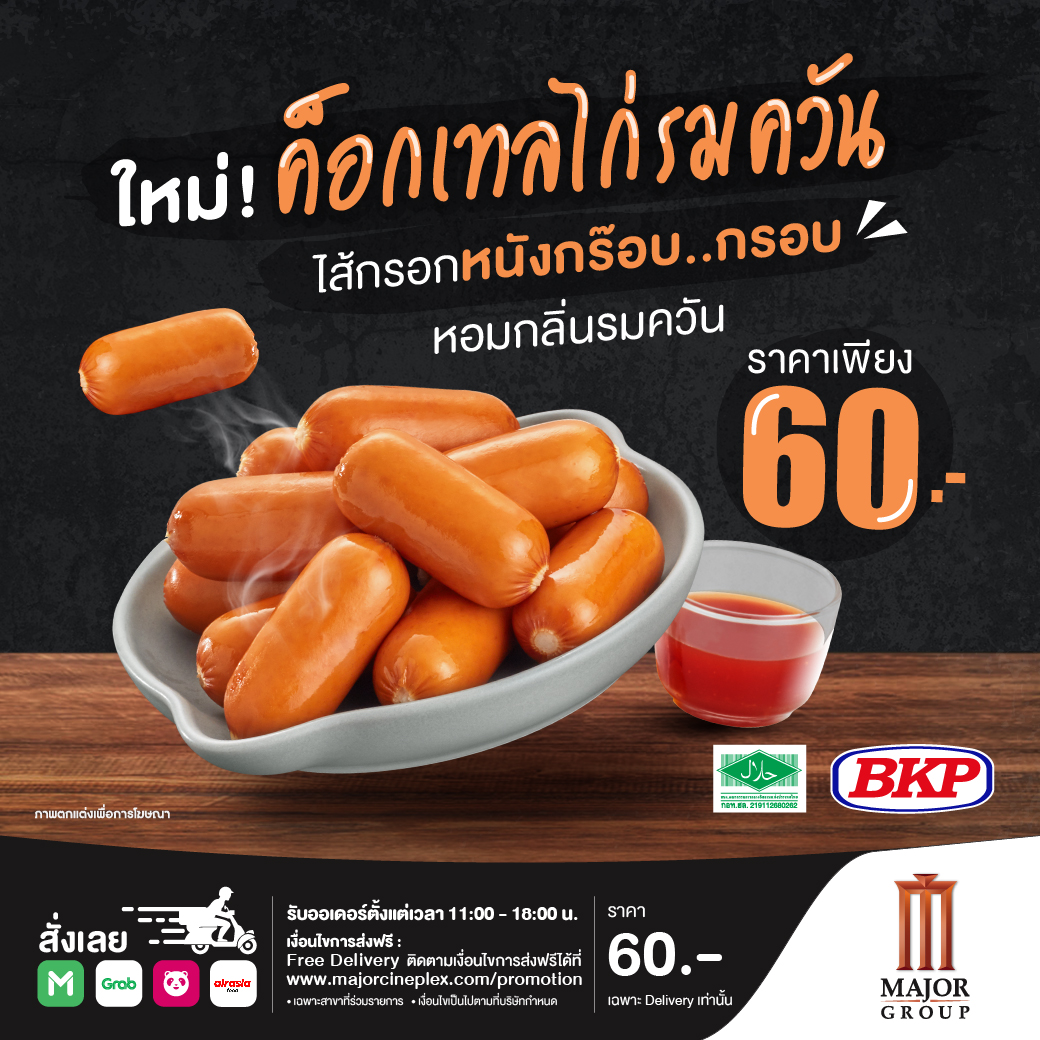 ใหม่! ค็อกเทลไก่รมควัน
ไส้กรอกหนังกร๊อบ..กรอบ
หอมกลิ่นรมควัน
ราคาเพียง
60.-
حلال
กอท.ฮล. 219112680262
BKP
ภาพตกแต่งเพื่อการโฆษณา
สั่งเลย
Grab
airasia
food
รับออเดอร์ตั้งแต่เวลา 11:00 - 18:00 น.
เงื่อนไขการส่งฟรี :
Free Delivery ติดตามเงื่อนไขการส่งฟรีได้ที่
www.majorcineplex.com/promotion
• เฉพาะสาขาที่ร่วมรายการ • เงื่อนไขเป็นไปตามที่บริษัทกำหนด
ราคา
60.-
เฉพาะ Delivery เท่านั้น
MAJOR
GROUP